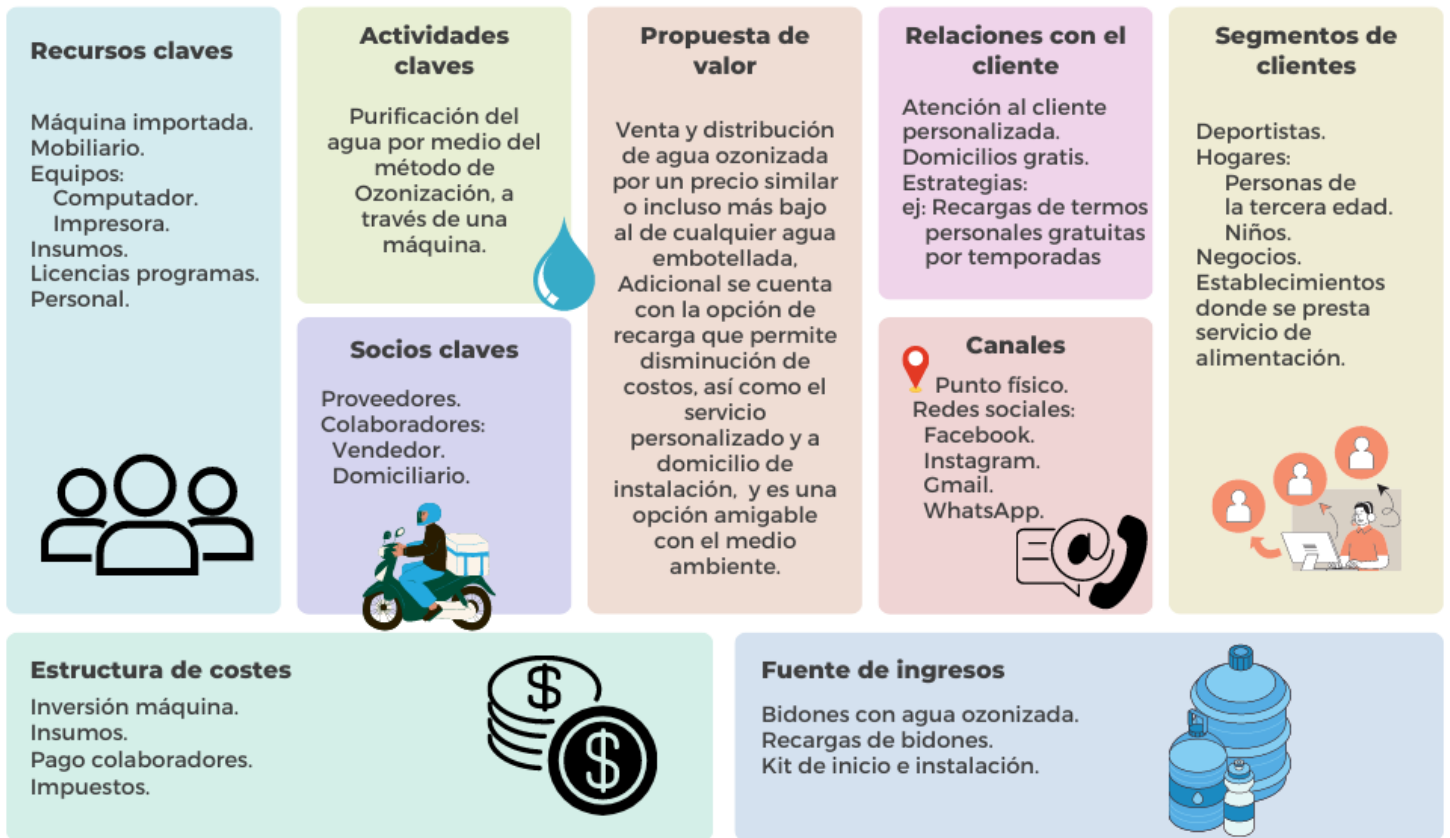 Recursos claves
Máquina importada.
Mobiliario.
Equipos:
Computador.
Impresora.
Insumos.
Licencias programas.
Personal.
Actividades
claves
Purificación del
agua por medio del
método de
Ozonización, a
través de una
máquina.
Socios claves
Proveedores.
Colaboradores:
Vendedor.
Domiciliario.
Propuesta de
valor
Venta y distribución
de agua ozonizada
por un precio similar
o incluso más bajo
al de cualquier agua
embotellada,
Adicional se cuenta
con la opción de
recarga que permite
disminución de
costos, así como el
servicio
personalizado y a
domicilio de
instalación, y es una
opción amigable
con el medio
ambiente.
Relaciones con el
cliente
Atención al cliente
personalizada.
Domicilios gratis.
Estrategias:
ej: Recargas de termos
personales gratuitas
por temporadas
Canales
Punto físico.
Redes sociales:
Facebook.
Instagram.
Gmail.
WhatsApp.
@
Segmentos de
clientes
Deportistas.
Hogares:
Personas de
la tercera edad.
Niños.
Negocios.
Establecimientos
donde se presta
servicio de
alimentación.
Estructura de costes
Inversión máquina.
Insumos.
Pago colaboradores.
Impuestos.
$
$
Fuente de ingresos
Bidones con agua ozonizada.
Recargas de bidones.
Kit de inicio e instalación.